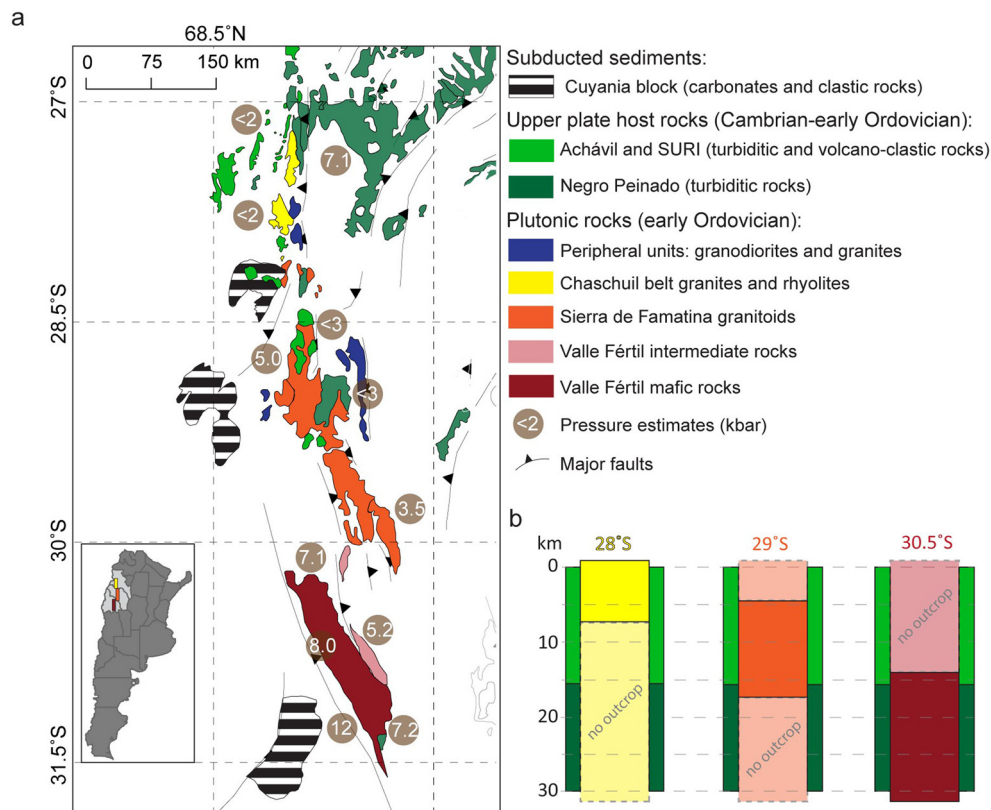 a
68.5˚W
0 75 150 km
27˚S
28.5˚S
30˚S
31.5˚S
<2
7.1
<2
<3
5.0
<3
3.5
7.1
5.2
8.0
12
7.2
Subducted sediments:
Cuyania block (carbonates and clastic rocks)
Upper plate host rocks (Cambrian-early Ordovician):
Achávil and SURI (turbiditic and volcano-clastic rocks)
Negro Peinado (turbiditic rocks)
Plutonic rocks (early Ordovician):
Peripheral units: granodiorites and granites
Chaschuil belt granites and rhyolites
Sierra de Famatina granitoids
Valle Fértil intermediate rocks
Valle Fértil mafic rocks
<2 Pressure estimates (kbar)
Major faults
b
km 28˚S 29˚S 30.5˚S
0
10
20
30
no outcrop
no outcrop
no outcrop